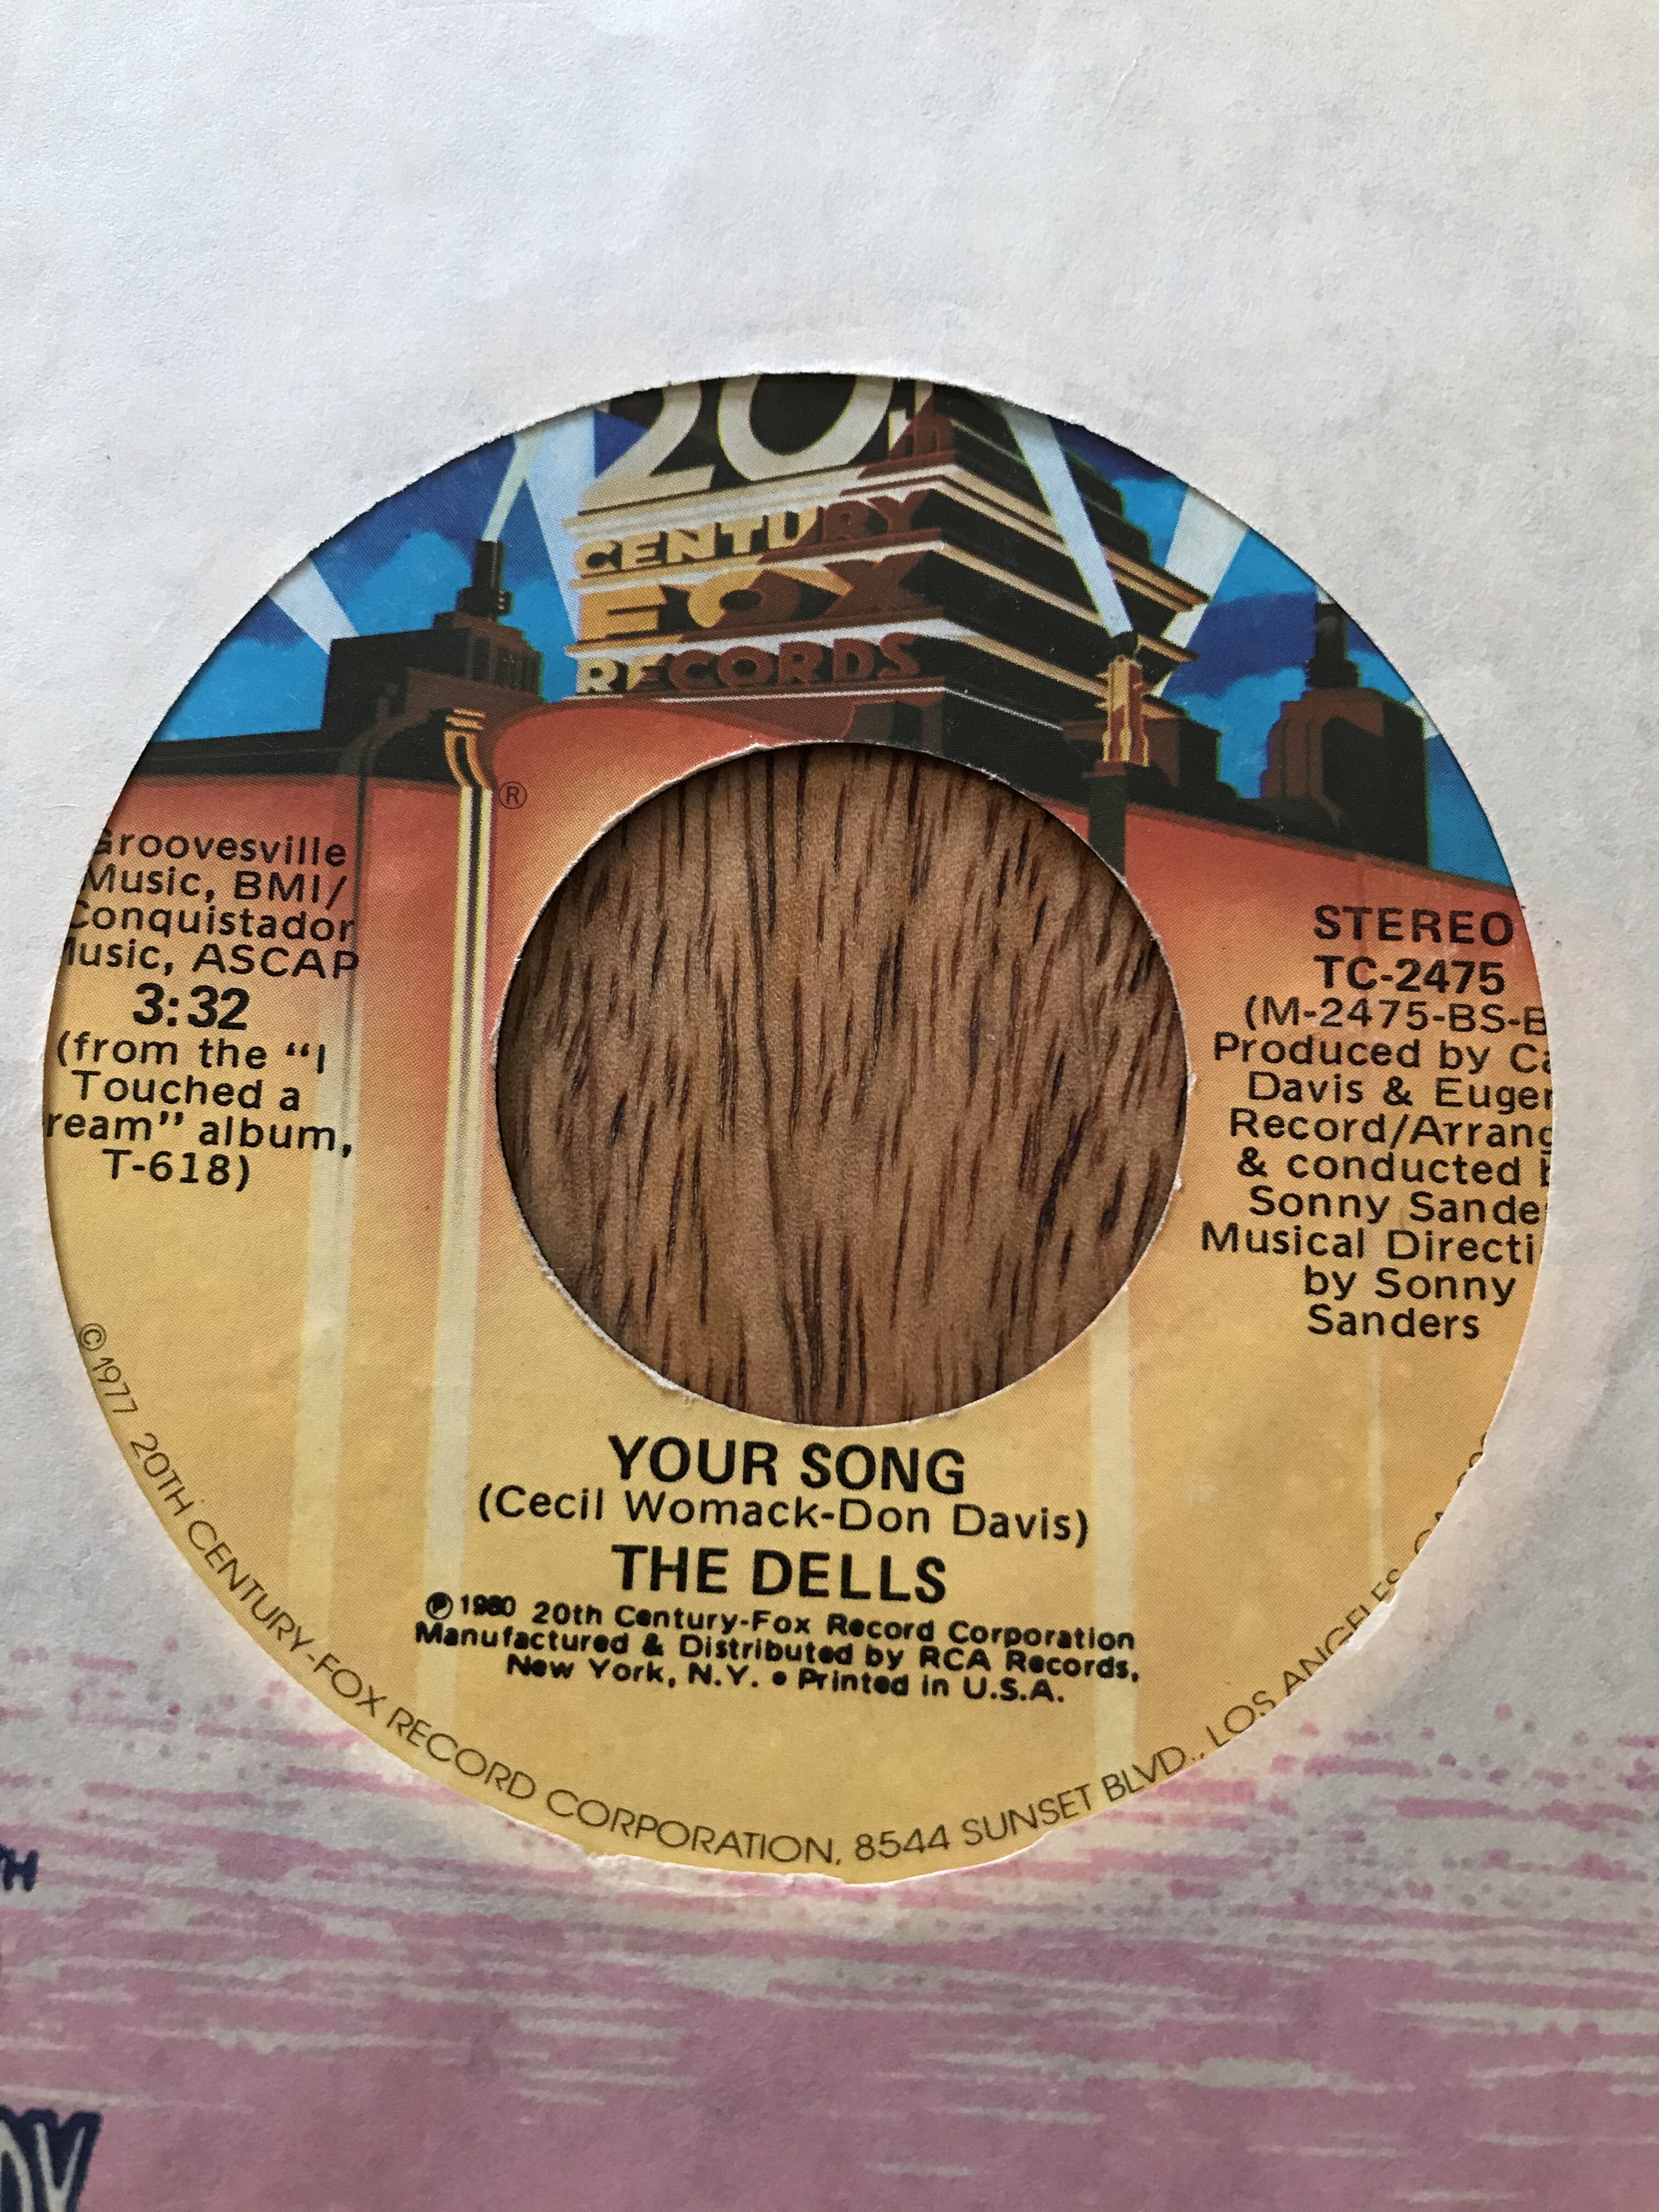 20th
CENTURY
FOX
RECORDS
®
Groovesville
Music, BMI/
Conquistador
Music, ASCAP
3:32
(from the "I
Touched a
ream" album,
T-618)
STEREO
TC-2475
(M-2475-BS-
Produced by
Davis & Eugen
Record/Arrang
& conducted
Sonny Sande
Musical Directi
by Sonny
Sanders
YOUR SONG
(Cecil Womack-Don Davis)
THE DELLS
℗ 1980 20th Century-Fox Record Corporation
Manufactured & Distributed by RCA Records,
New York, N.Y. • Printed in U.S.A.
© 1977 20TH CENTURY-FOX RECORD CORPORATION, 8544 SUNSET BLVD., LOS ANGELES